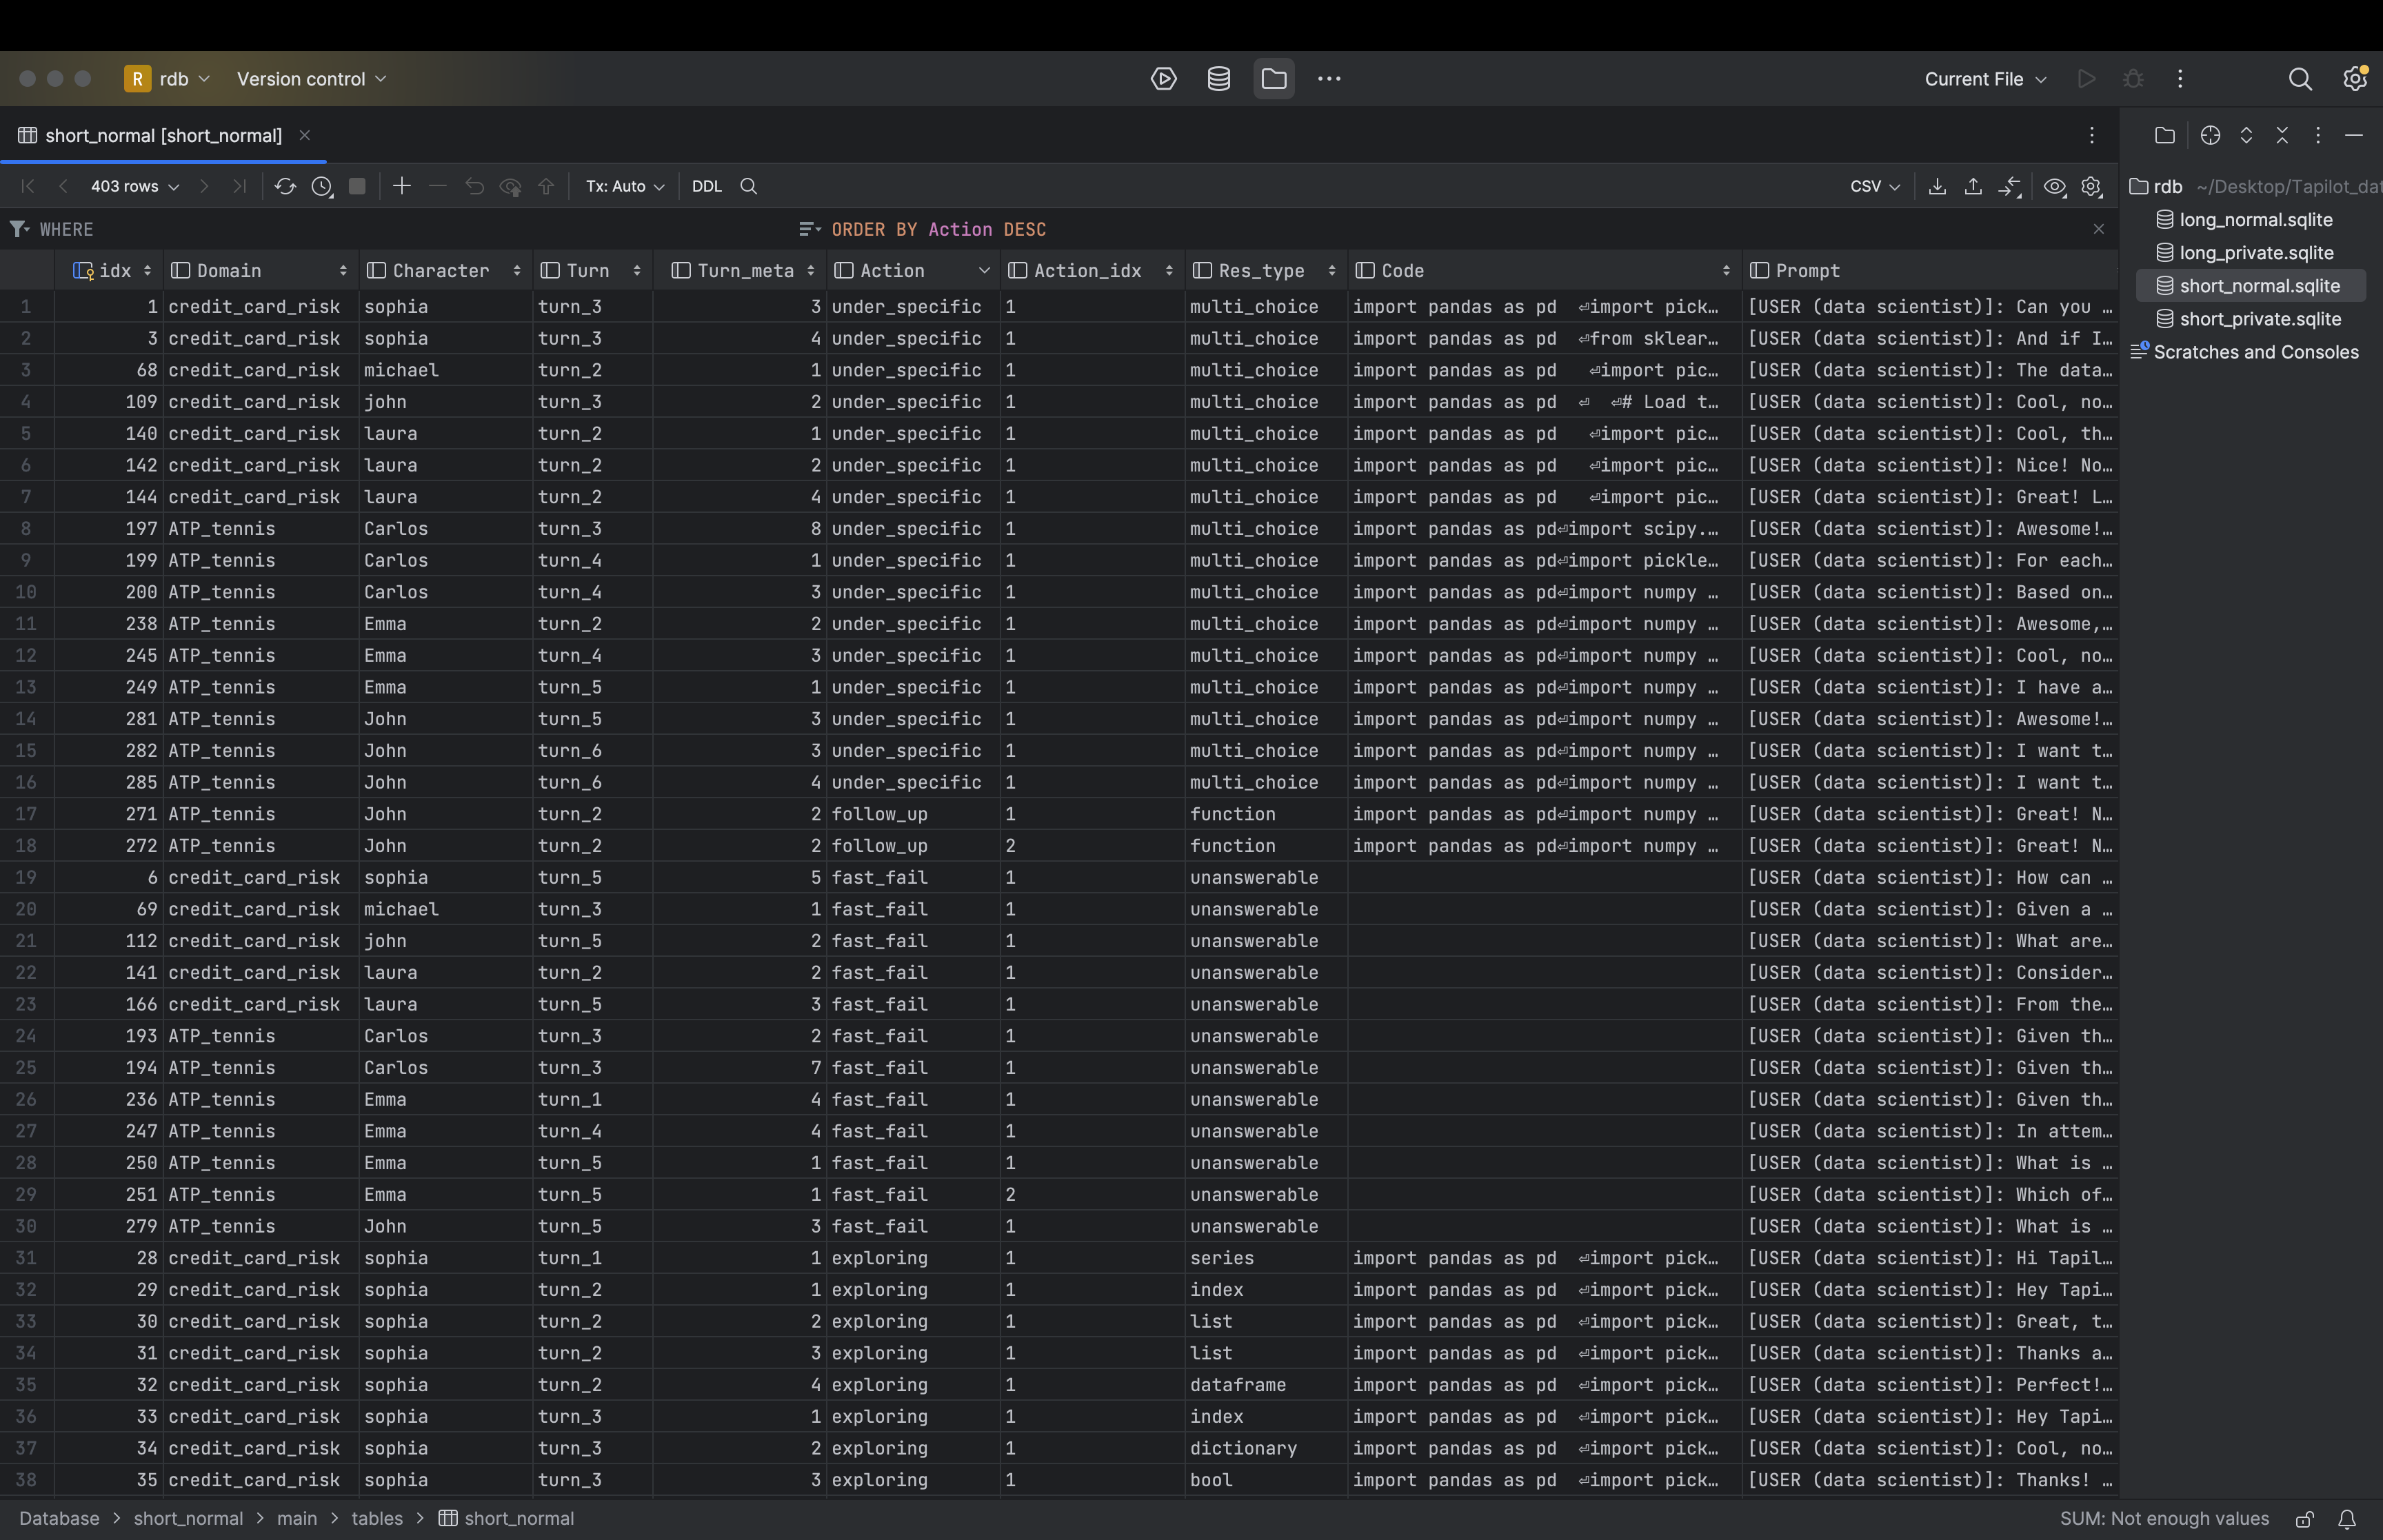 R rdb Version control Current File
short_normal [short_normal]
403 rows Tx: Auto DDL CSV
WHERE ORDER BY Action DESC
idx Domain Character Turn Turn_meta Action Action_idx Res_type Code Prompt
1 1 credit_card_risk sophia turn_3 3 under_specific 1 multi_choice import pandas as pd ⏎import pick… [USER (data scientist)]: Can you …
2 3 credit_card_risk sophia turn_3 4 under_specific 1 multi_choice import pandas as pd ⏎from sklear… [USER (data scientist)]: And if I…
3 68 credit_card_risk michael turn_2 1 under_specific 1 multi_choice import pandas as pd ⏎import pic… [USER (data scientist)]: The data…
4 109 credit_card_risk john turn_3 2 under_specific 1 multi_choice import pandas as pd ⏎ ⏎# Load t… [USER (data scientist)]: Cool, no…
5 140 credit_card_risk laura turn_2 1 under_specific 1 multi_choice import pandas as pd ⏎import pic… [USER (data scientist)]: Cool, th…
6 142 credit_card_risk laura turn_2 2 under_specific 1 multi_choice import pandas as pd ⏎import pic… [USER (data scientist)]: Nice! No…
7 144 credit_card_risk laura turn_2 4 under_specific 1 multi_choice import pandas as pd ⏎import pic… [USER (data scientist)]: Great! L…
8 197 ATP_tennis Carlos turn_3 8 under_specific 1 multi_choice import pandas as pd⏎import scipy.… [USER (data scientist)]: Awesome!…
9 199 ATP_tennis Carlos turn_4 1 under_specific 1 multi_choice import pandas as pd⏎import pickle… [USER (data scientist)]: For each…
10 200 ATP_tennis Carlos turn_4 3 under_specific 1 multi_choice import pandas as pd⏎import numpy … [USER (data scientist)]: Based on…
11 238 ATP_tennis Emma turn_2 2 under_specific 1 multi_choice import pandas as pd⏎import numpy … [USER (data scientist)]: Awesome,…
12 245 ATP_tennis Emma turn_4 3 under_specific 1 multi_choice import pandas as pd⏎import numpy … [USER (data scientist)]: Cool, no…
13 249 ATP_tennis Emma turn_5 1 under_specific 1 multi_choice import pandas as pd⏎import numpy … [USER (data scientist)]: I have a…
14 281 ATP_tennis John turn_5 3 under_specific 1 multi_choice import pandas as pd⏎import numpy … [USER (data scientist)]: Awesome!…
15 282 ATP_tennis John turn_6 3 under_specific 1 multi_choice import pandas as pd⏎import numpy … [USER (data scientist)]: I want t…
16 285 ATP_tennis John turn_6 4 under_specific 1 multi_choice import pandas as pd⏎import numpy … [USER (data scientist)]: I want t…
17 271 ATP_tennis John turn_2 2 follow_up 1 function import pandas as pd⏎import numpy … [USER (data scientist)]: Great! N…
18 272 ATP_tennis John turn_2 2 follow_up 2 function import pandas as pd⏎import numpy … [USER (data scientist)]: Great! N…
19 6 credit_card_risk sophia turn_5 5 fast_fail 1 unanswerable [USER (data scientist)]: How can …
20 69 credit_card_risk michael turn_3 1 fast_fail 1 unanswerable [USER (data scientist)]: Given a …
21 112 credit_card_risk john turn_5 2 fast_fail 1 unanswerable [USER (data scientist)]: What are…
22 141 credit_card_risk laura turn_2 2 fast_fail 1 unanswerable [USER (data scientist)]: Consider…
23 166 credit_card_risk laura turn_5 3 fast_fail 1 unanswerable [USER (data scientist)]: From the…
24 193 ATP_tennis Carlos turn_3 2 fast_fail 1 unanswerable [USER (data scientist)]: Given th…
25 194 ATP_tennis Carlos turn_3 7 fast_fail 1 unanswerable [USER (data scientist)]: Given th…
26 236 ATP_tennis Emma turn_1 4 fast_fail 1 unanswerable [USER (data scientist)]: Given th…
27 247 ATP_tennis Emma turn_4 4 fast_fail 1 unanswerable [USER (data scientist)]: In attem…
28 250 ATP_tennis Emma turn_5 1 fast_fail 1 unanswerable [USER (data scientist)]: What is …
29 251 ATP_tennis Emma turn_5 1 fast_fail 2 unanswerable [USER (data scientist)]: Which of…
30 279 ATP_tennis John turn_5 3 fast_fail 1 unanswerable [USER (data scientist)]: What is …
31 28 credit_card_risk sophia turn_1 1 exploring 1 series import pandas as pd ⏎import pick… [USER (data scientist)]: Hi Tapil…
32 29 credit_card_risk sophia turn_2 1 exploring 1 index import pandas as pd ⏎import pick… [USER (data scientist)]: Hey Tapi…
33 30 credit_card_risk sophia turn_2 2 exploring 1 list import pandas as pd ⏎import pick… [USER (data scientist)]: Great, t…
34 31 credit_card_risk sophia turn_2 3 exploring 1 list import pandas as pd ⏎import pick… [USER (data scientist)]: Thanks a…
35 32 credit_card_risk sophia turn_2 4 exploring 1 dataframe import pandas as pd ⏎import pick… [USER (data scientist)]: Perfect!…
36 33 credit_card_risk sophia turn_3 1 exploring 1 index import pandas as pd ⏎import pick… [USER (data scientist)]: Hey Tapi…
37 34 credit_card_risk sophia turn_3 2 exploring 1 dictionary import pandas as pd ⏎import pick… [USER (data scientist)]: Cool, no…
38 35 credit_card_risk sophia turn_3 3 exploring 1 bool import pandas as pd ⏎import pick… [USER (data scientist)]: Thanks! …
rdb ~/Desktop/Tapilot_dat
long_normal.sqlite
long_private.sqlite
short_normal.sqlite
short_private.sqlite
Scratches and Consoles
Database > short_normal > main > tables > short_normal SUM: Not enough values